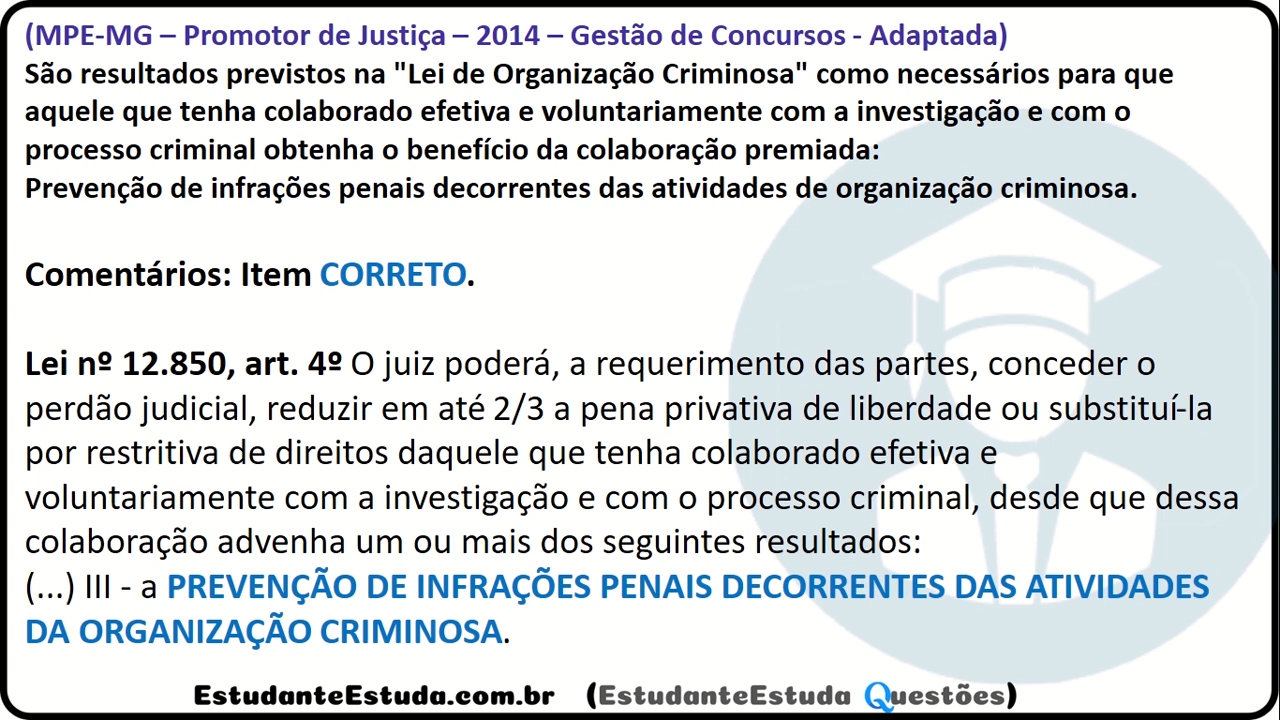 (MPE-MG – Promotor de Justiça – 2014 – Gestão de Concursos - Adaptada)
São resultados previstos na "Lei de Organização Criminosa" como necessários para que
aquele que tenha colaborado efetiva e voluntariamente com a investigação e com o
processo criminal obtenha o benefício da colaboração premiada:
Prevenção de infrações penais decorrentes das atividades de organização criminosa.
Comentários: Item CORRETO.
Lei nº 12.850, art. 4º O juiz poderá, a requerimento das partes, conceder o
perdão judicial, reduzir em até 2/3 a pena privativa de liberdade ou substituí-la
por restritiva de direitos daquele que tenha colaborado efetiva e
voluntariamente com a investigação e com o processo criminal, desde que dessa
colaboração advenha um ou mais dos seguintes resultados:
(...) III - a PREVENÇÃO DE INFRAÇÕES PENAIS DECORRENTES DAS ATIVIDADES
DA ORGANIZAÇÃO CRIMINOSA.
EstudanteEstuda.com.br (EstudanteEstuda Questões)